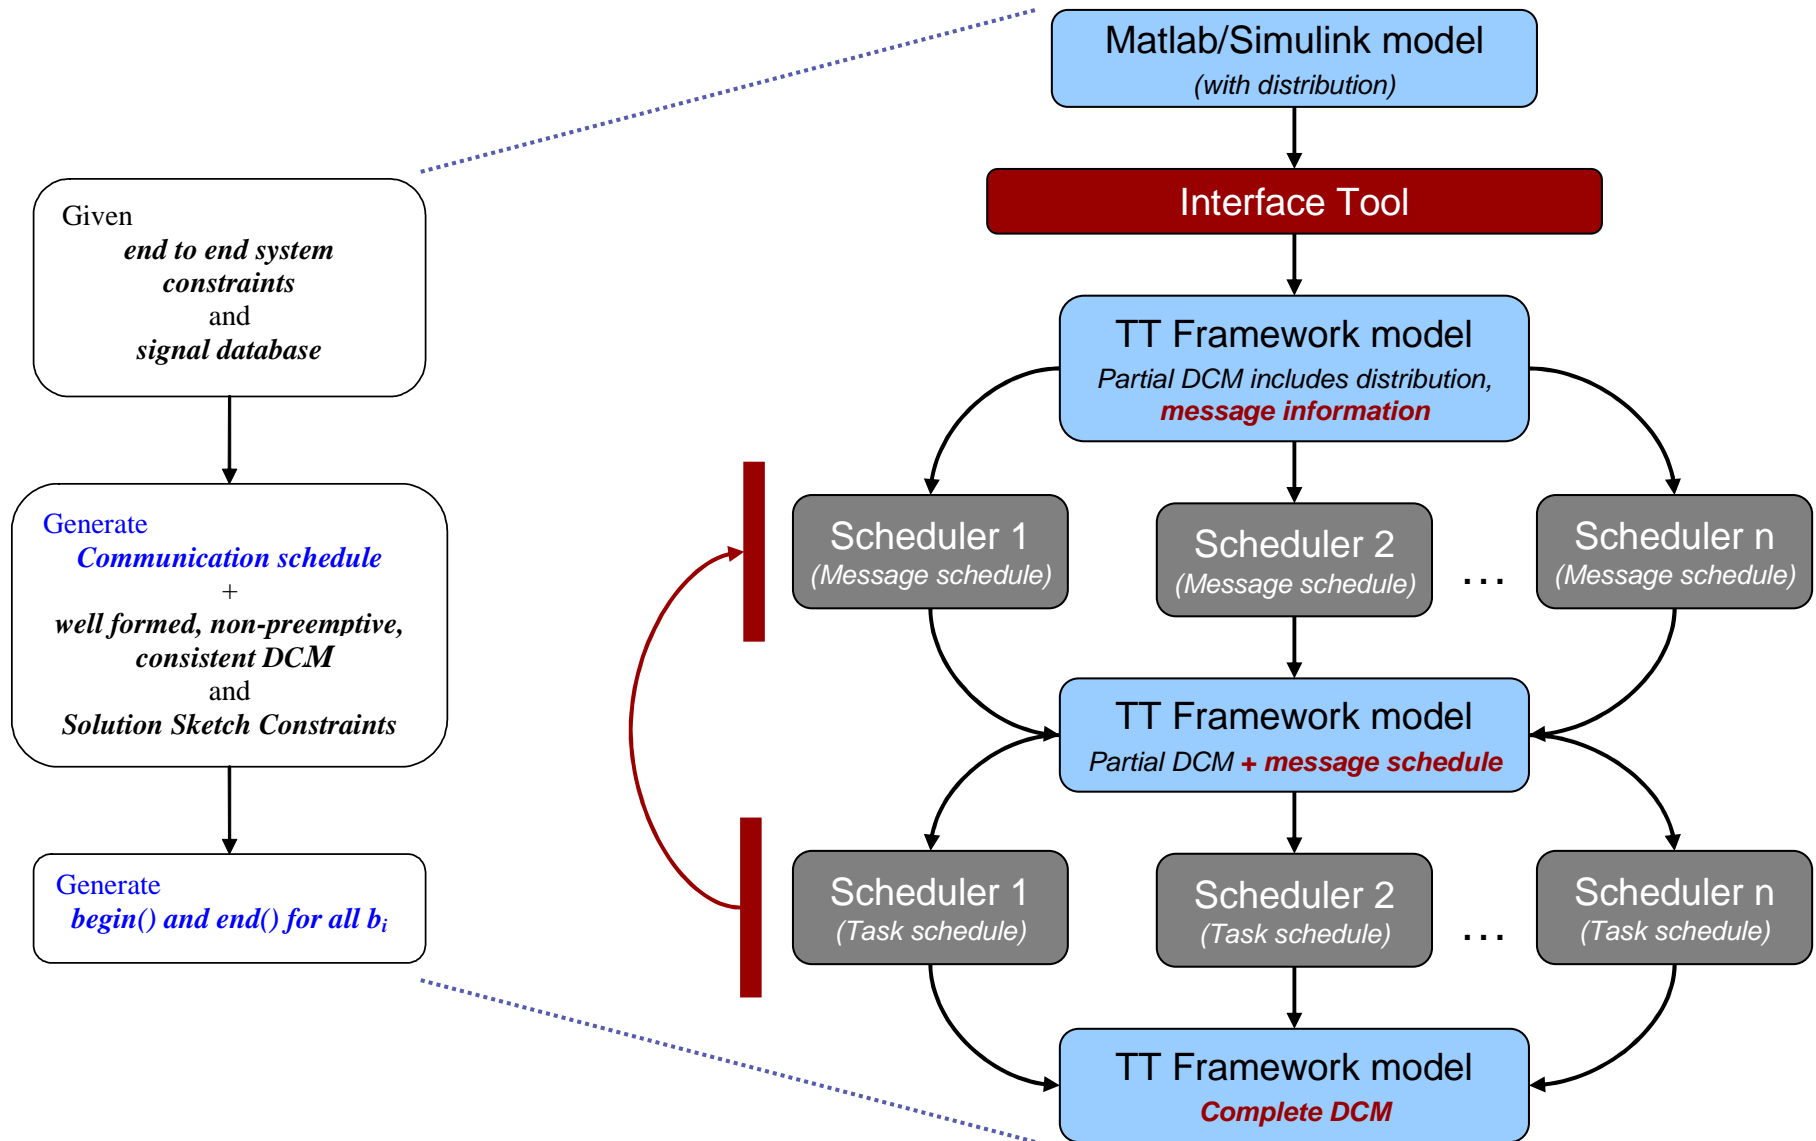 Given
end to end system
constraints
and
signal database
Generate
Communication schedule
+
well formed, non-preemptive,
consistent DCM
and
Solution Sketch Constraints
Generate
begin() and end() for all bi
Matlab/Simulink model
(with distribution)
Interface Tool
TT Framework model
Partial DCM includes distribution,
message information
Scheduler 1
(Message schedule)
Scheduler 2
(Message schedule)
...
Scheduler n
(Message schedule)
TT Framework model
Partial DCM + message schedule
Scheduler 1
(Task schedule)
Scheduler 2
(Task schedule)
...
Scheduler n
(Task schedule)
TT Framework model
Complete DCM